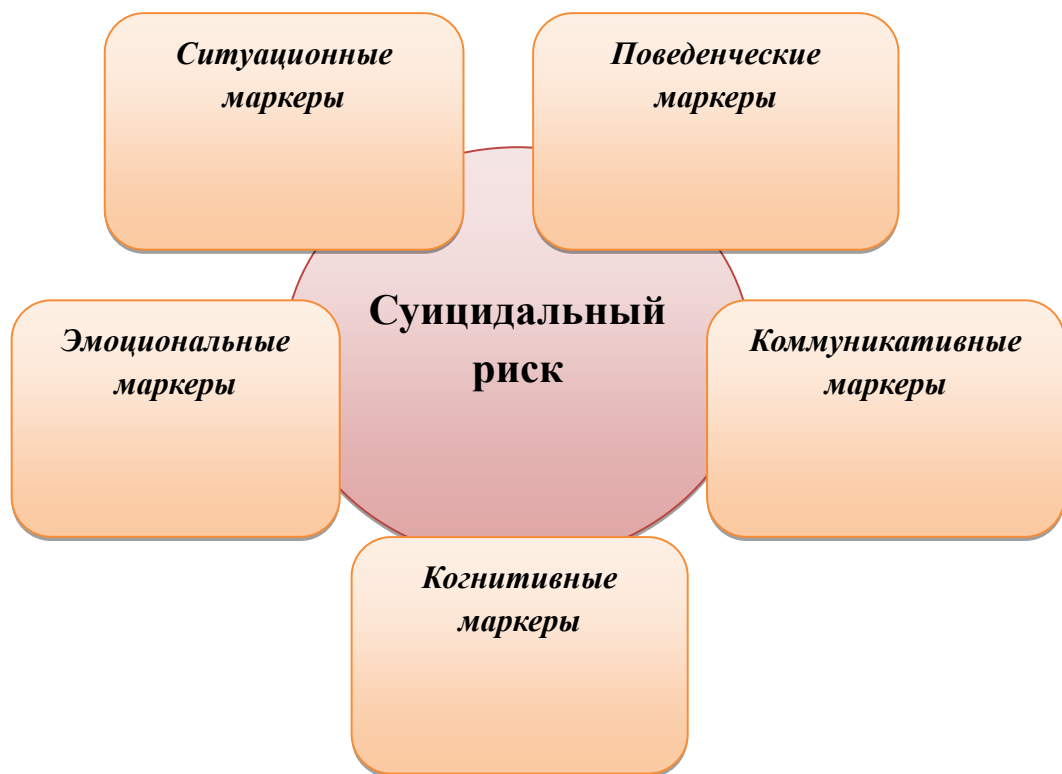 Ситуационные
маркеры
Поведенческие
маркеры
Суицидальный
риск
Эмоциональные
маркеры
Коммуникативные
маркеры
Когнитивные
маркеры